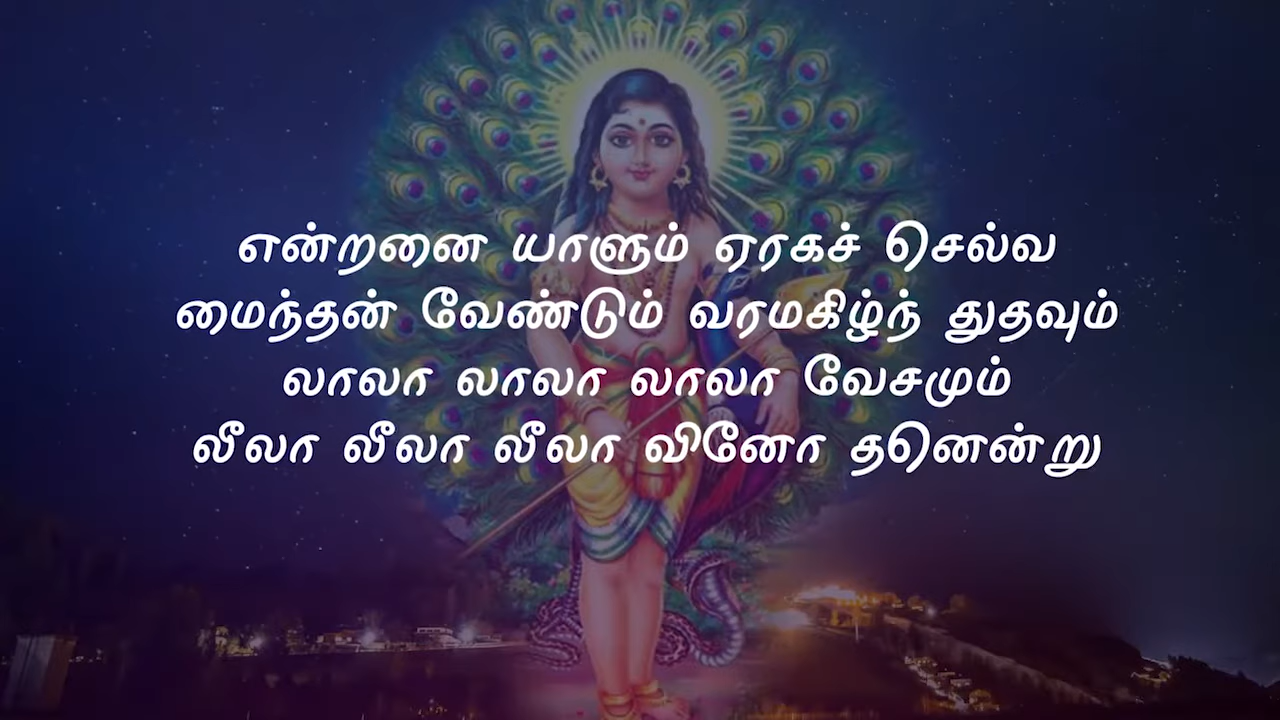 என்றனை யாளும் ஏரகச் செல்வ
மைந்தன் வேண்டும் வரமகிழ்ந் துதவும்
லாலா லாலா லாலா வேசமும்
லீலா லீலா லீலா வினோ தனென்று